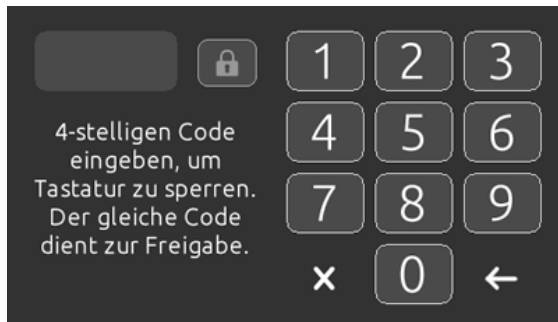 1 2 3
4-stelligen Code
eingeben, um
Tastatur zu sperren.
Der gleiche Code
dient zur Freigabe.
4 5 6
7 8 9
0